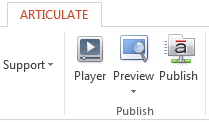 ARTICULATE
Support
Player Preview Publish
Publish